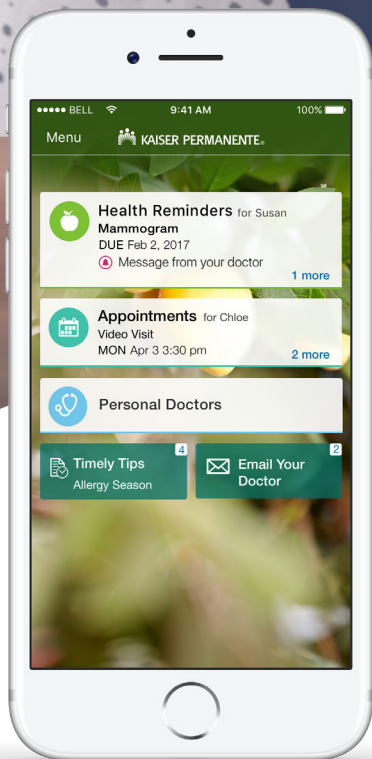 BELL 9:41 AM 100%
Menu KAISER PERMANENTE®
Health Reminders for Susan
Mammogram
DUE Feb 2, 2017
Message from your doctor
1 more
Appointments for Chloe
Video Visit
MON Apr 3 3:30 pm
2 more
Personal Doctors
4
Timely Tips
Allergy Season
2
Email Your
Doctor